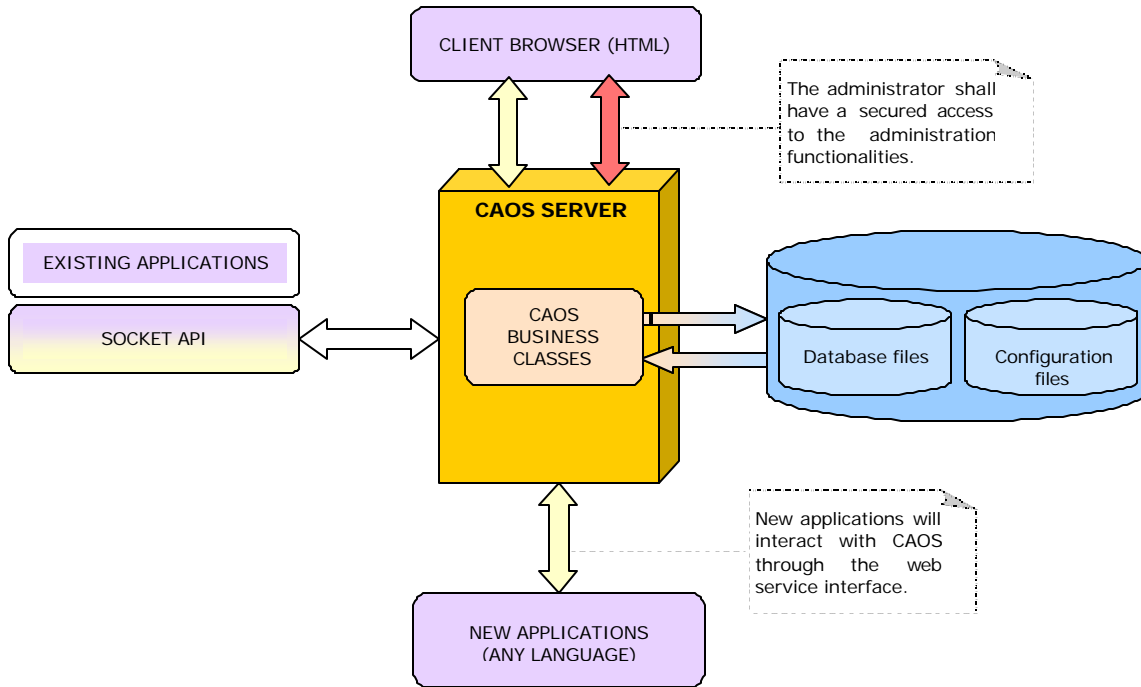 CLIENT BROWSER (HTML)
The administrator shall
have a secured access
to the administration
functionalities.
CAOS SERVER
EXISTING APPLICATIONS
SOCKET API
CAOS
BUSINESS
CLASSES
Database files
Configuration
files
New applications will
interact with CAOS
through the web
service interface.
NEW APPLICATIONS
(ANY LANGUAGE)